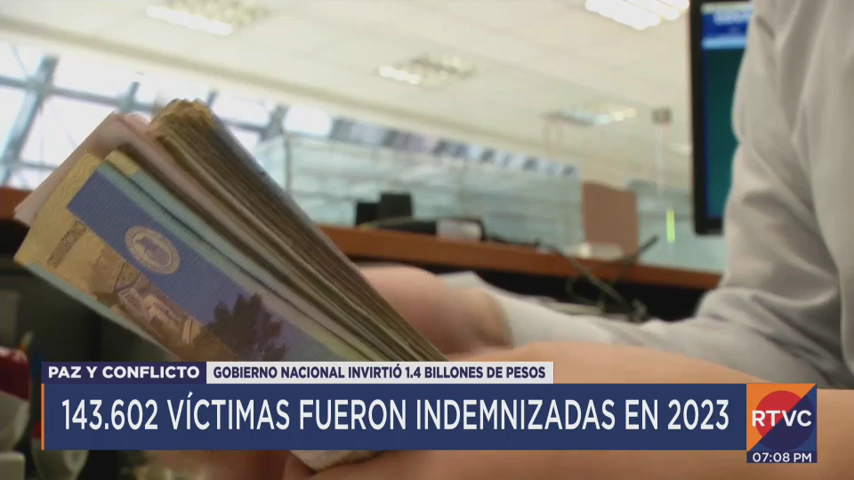 PAZ Y CONFLICTO
GOBIERNO NACIONAL INVIRTIÓ 1.4 BILLONES DE PESOS
143.602 VÍCTIMAS FUERON INDEMNIZADAS EN 2023
RTVC
07:08 PM